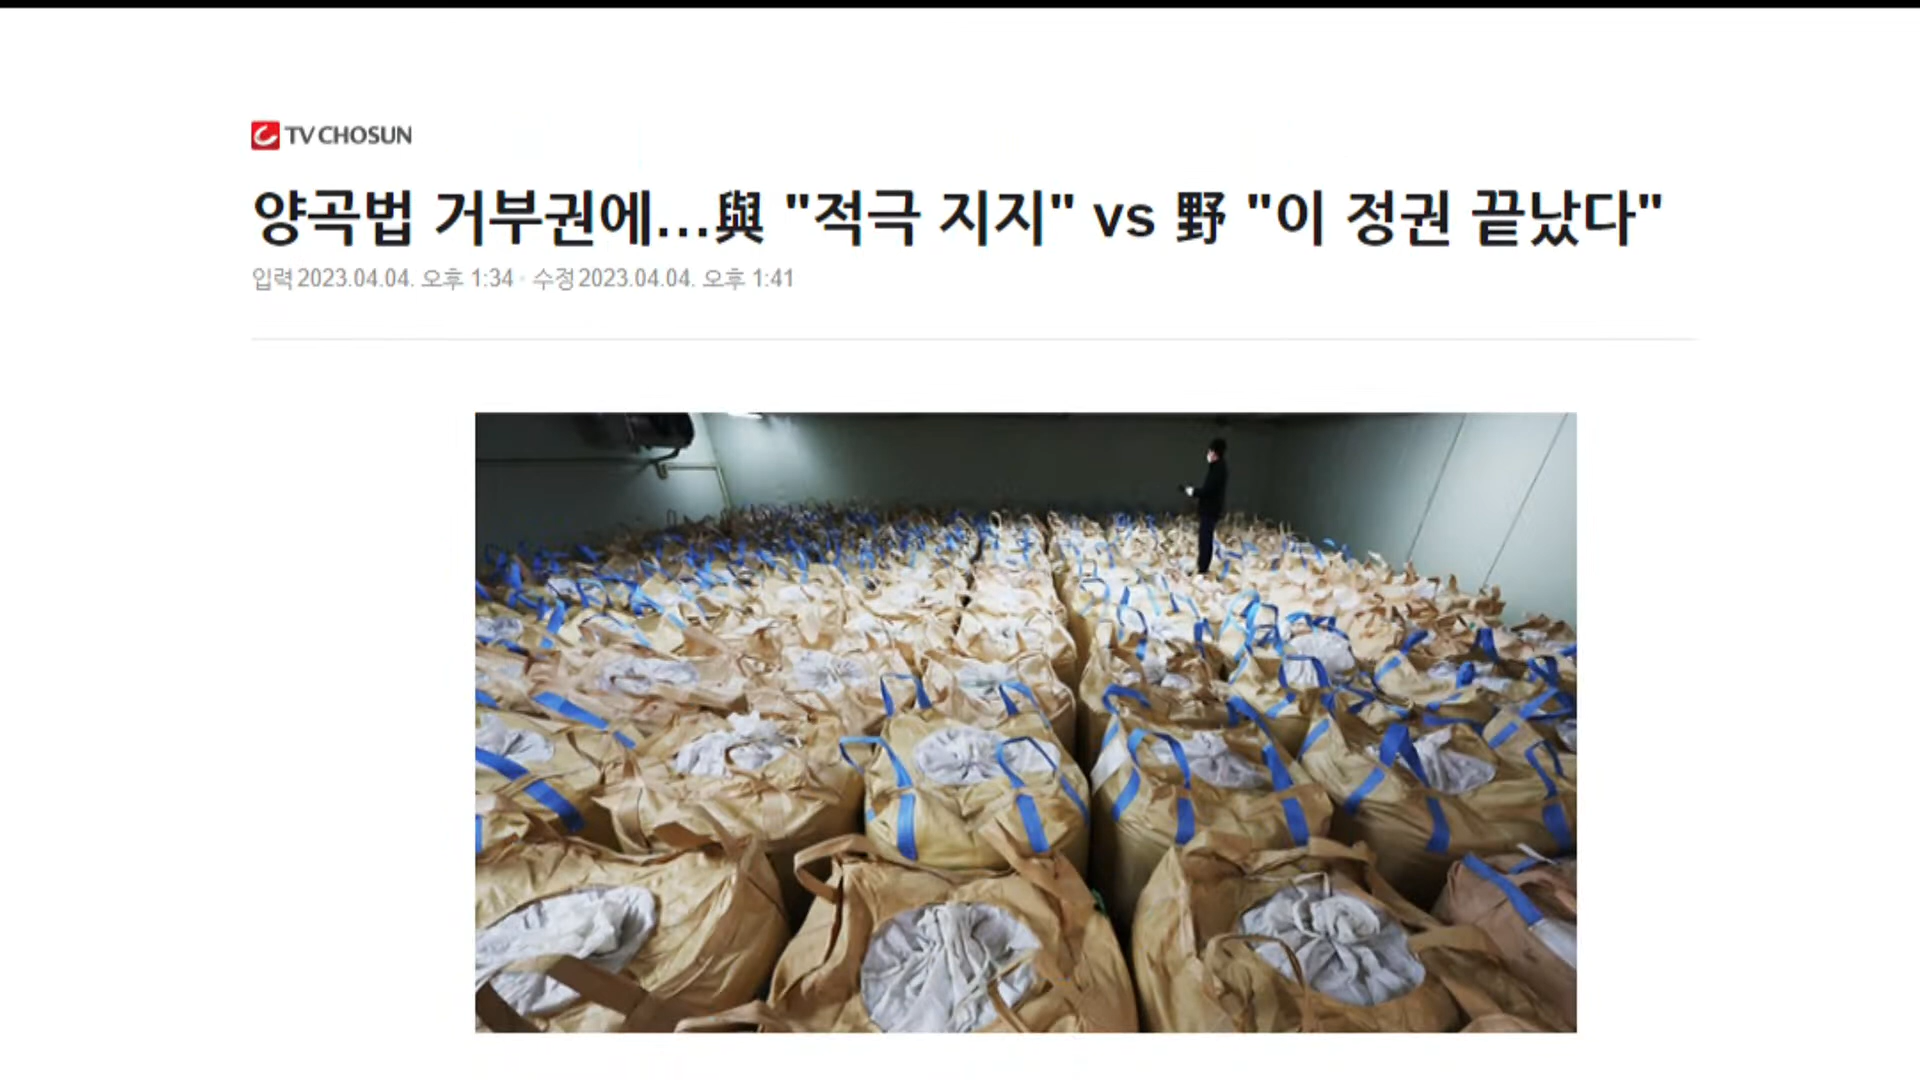 TV CHOSUN
양곡법 거부권에...與 "적극 지지" vs 野 "이 정권 끝났다"
입력 2023.04.04. 오후 1:34 · 수정 2023.04.04. 오후 1:41